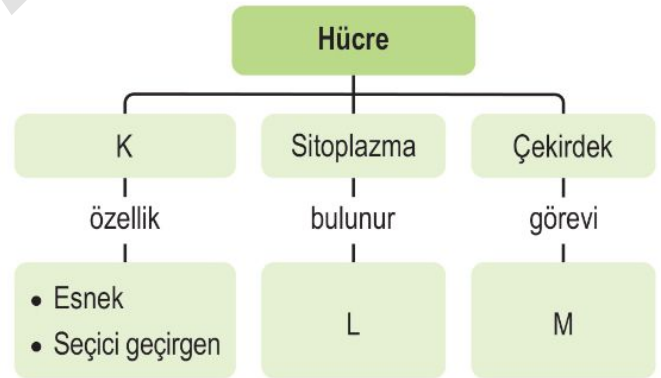 Hücre
K
Sitoplazma
Çekirdek
özellik
bulunur
görevi
• Esnek
• Seçici geçirgen
L
M